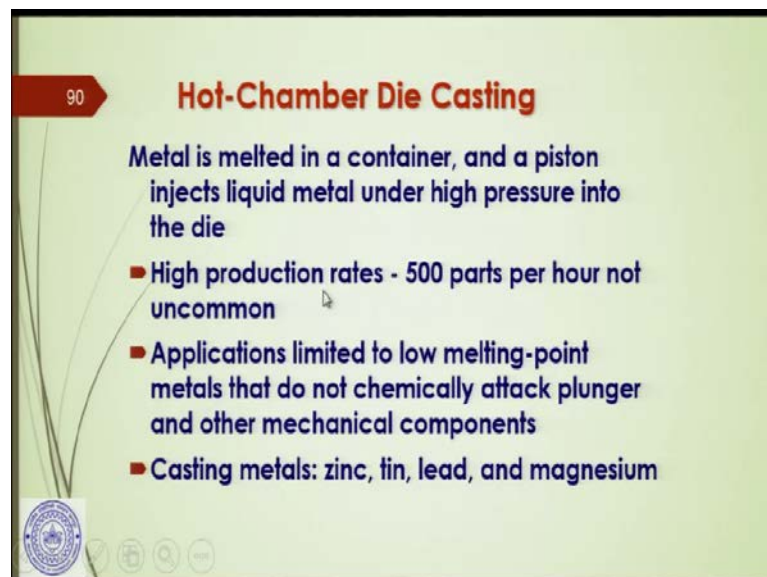 90
Hot-Chamber Die Casting
Metal is melted in a container, and a piston
injects liquid metal under high pressure into
the die
High production rates - 500 parts per hour not
uncommon
Applications limited to low melting-point
metals that do not chemically attack plunger
and other mechanical components
Casting metals: zinc, tin, lead, and magnesium